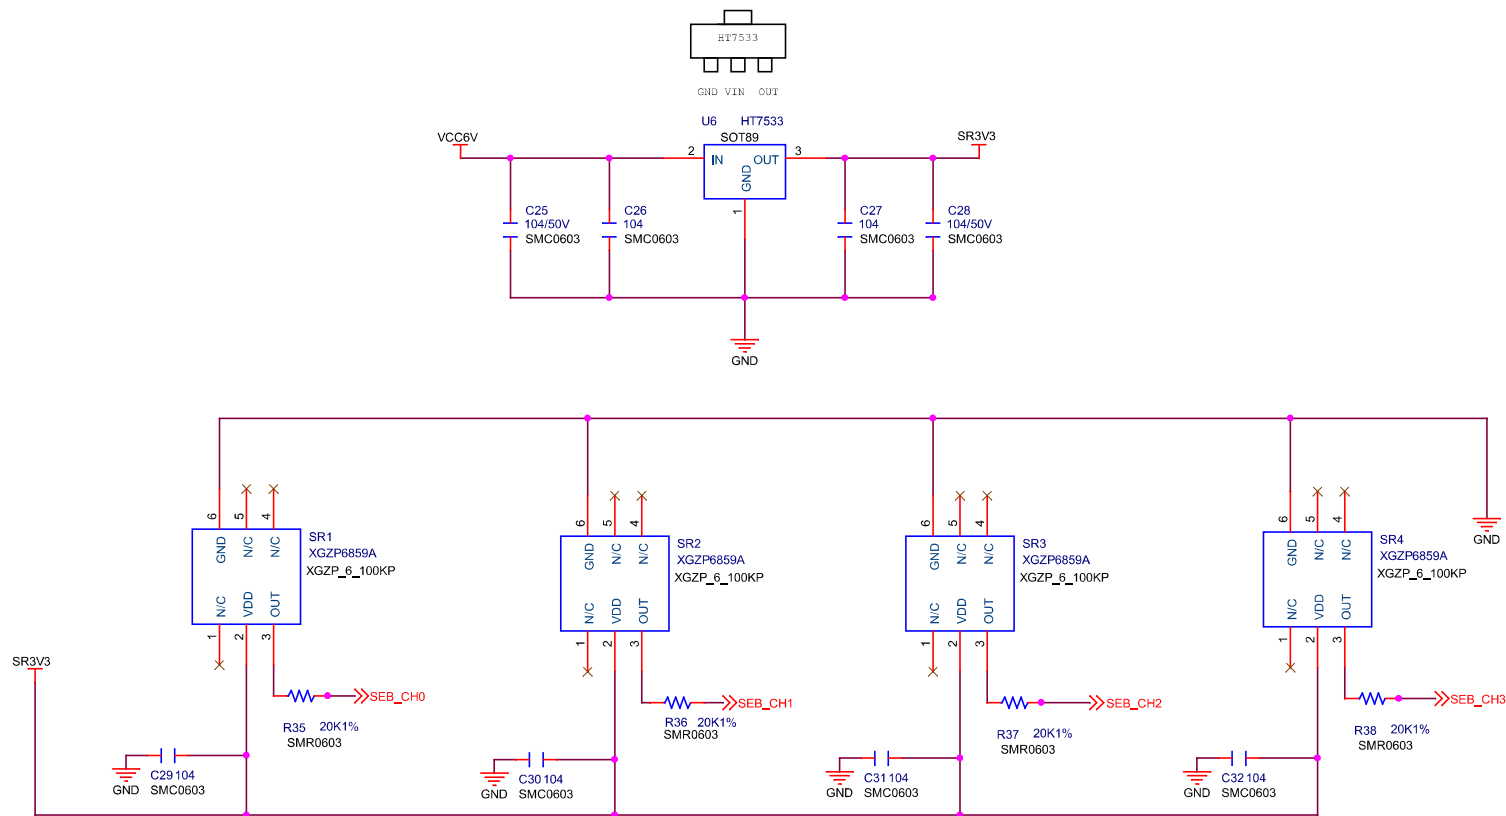 HT7533
GND VIN OUT
U6 HT7533
SOT89
VCC6V
SR3V3
2
IN
OUT
3
GND
1
C25
104/50V
SMC0603
C26
104
SMC0603
C27
104
SMC0603
C28
104/50V
SMC0603
GND
6
5
4
GND
N/C
N/C
SR1
XGZP6859A
XGZP_6_100KP
N/C
VDD
OUT
1
2
3
6
5
4
GND
N/C
N/C
SR2
XGZP6859A
XGZP_6_100KP
N/C
VDD
OUT
1
2
3
6
5
4
GND
N/C
N/C
SR3
XGZP6859A
XGZP_6_100KP
N/C
VDD
OUT
1
2
3
6
5
4
GND
N/C
N/C
SR4
XGZP6859A
XGZP_6_100KP
N/C
VDD
OUT
1
2
3
GND
SR3V3
SEB_CH0
R35 20K1%
SMR0603
SEB_CH1
R36 20K1%
SMR0603
SEB_CH2
R37 20K1%
SMR0603
SEB_CH3
R38 20K1%
SMR0603
GND
C29 104
SMC0603
GND
C30 104
SMC0603
GND
C31 104
SMC0603
GND
C32 104
SMC0603